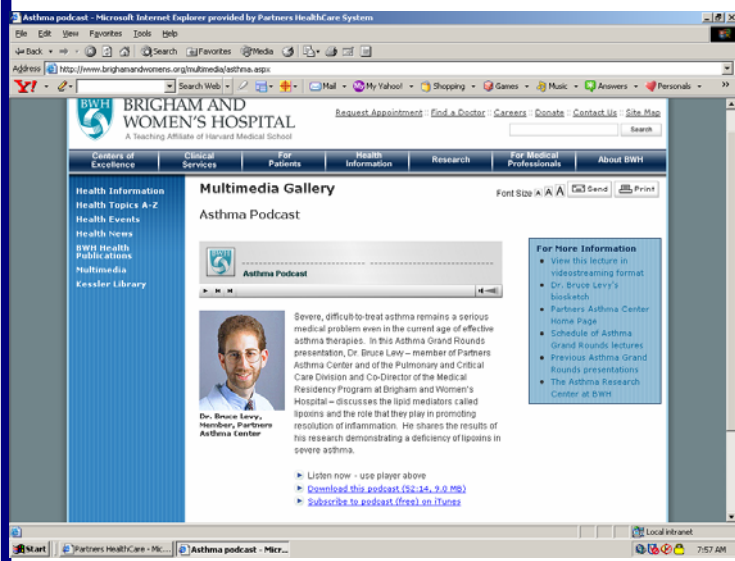 Asthma podcast - Microsoft Internet Explorer provided by Partners HealthCare System
File Edit View Favorites Tools Help
Back Search Favorites Media
Address http://www.brighamandwomens.org/multimedia/asthma.aspx
Y! Search Web Mail My Yahoo! Shopping Games Music Answers Personals »
BWH
BRIGHAM AND
WOMEN'S HOSPITAL
A Teaching Affiliate of Harvard Medical School
Request Appointment :: Find a Doctor :: Careers :: Donate :: Contact Us :: Site Map
Search
Centers of Excellence Clinical Services For Patients Health Information Research For Medical Professionals About BWH
Health Information
Health Topics A-Z
Health Events
Health News
BWH Health
Publications
Multimedia
Kessler Library
Multimedia Gallery
Font Size A A A Send Print
Asthma Podcast
Asthma Podcast
Severe, difficult-to-treat asthma remains a serious
medical problem even in the current age of effective
asthma therapies. In this Asthma Grand Rounds
presentation, Dr. Bruce Levy – member of Partners
Asthma Center and of the Pulmonary and Critical
Care Division and Co-Director of the Medical
Residency Program at Brigham and Women's
Hospital – discusses the lipid mediators called
lipoxins and the role that they play in promoting
resolution of inflammation. He shares the results of
his research demonstrating a deficiency of lipoxins in
severe asthma.
Dr. Bruce Levy,
Member, Partners
Asthma Center
Listen now - use player above
Download this podcast (52:14, 9.0 MB)
Subscribe to podcast (free) on iTunes
For More Information
View this lecture in
videostreaming format
Dr. Bruce Levy's
biosketch
Partners Asthma Center
Home Page
Schedule of Asthma
Grand Rounds lectures
Previous Asthma Grand
Rounds presentations
The Asthma Research
Center at BWH
Local intranet
Start Partners HealthCare - Mic... Asthma podcast - Micr... 7:57 AM